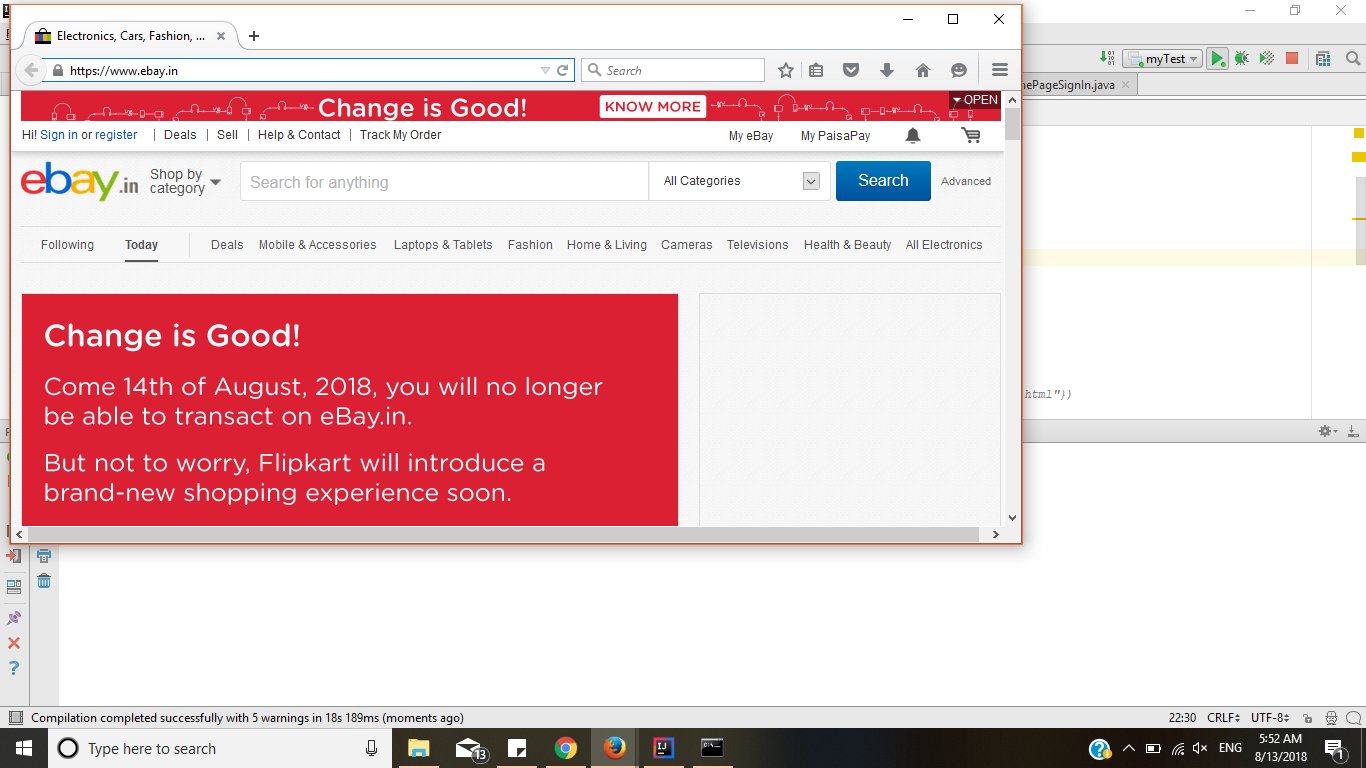 Electronics, Cars, Fashion, ...
https://www.ebay.in
Search
Change is Good!
KNOW MORE
OPEN
Hi! Sign in or register | Deals | Sell | Help & Contact | Track My Order
My eBay
My PaisaPay
ebay.in
Shop by
category
Search for anything
All Categories
Search
Advanced
Following
Today
Deals
Mobile & Accessories
Laptops & Tablets
Fashion
Home & Living
Cameras
Televisions
Health & Beauty
All Electronics
Change is Good!
Come 14th of August, 2018, you will no longer
be able to transact on eBay.in.
But not to worry, Flipkart will introduce a
brand-new shopping experience soon.
myTest
nePageSignIn.java
html"})
Compilation completed successfully with 5 warnings in 18s 189ms (moments ago)
22:30
CRLF
UTF-8
Type here to search
13
IJ
ENG
5:52 AM
8/13/2018
1